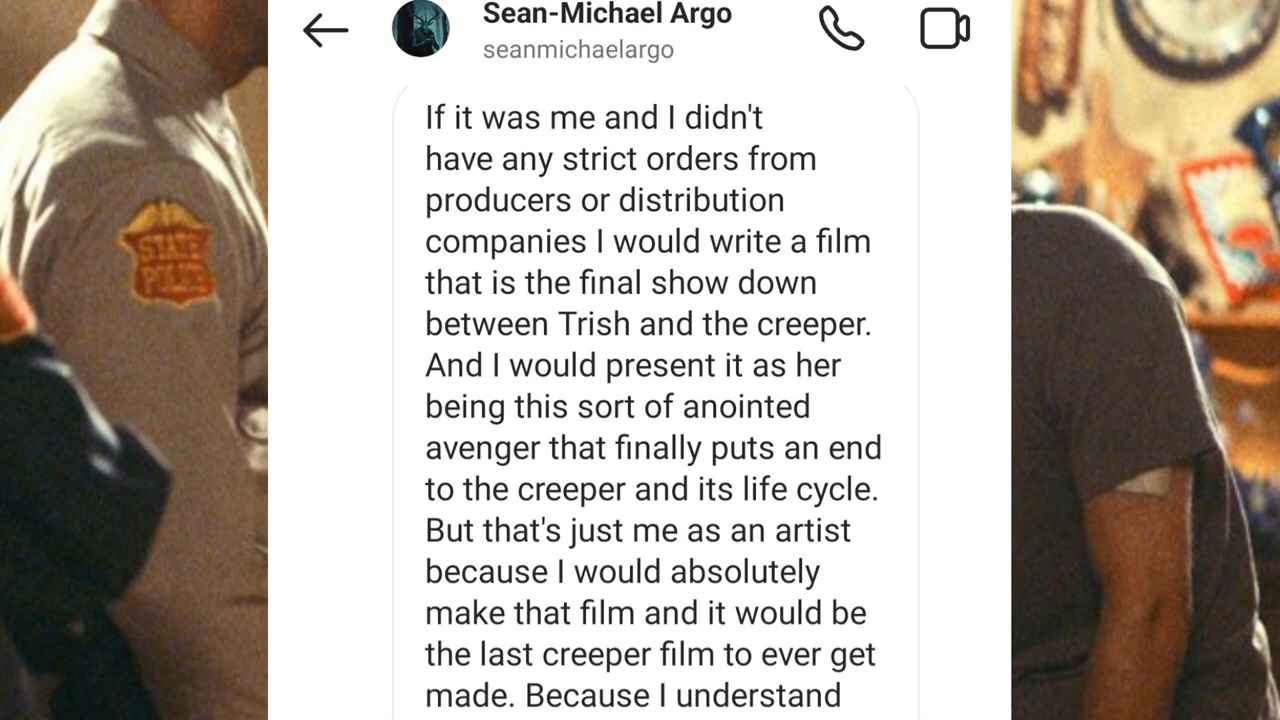 Sean-Michael Argo
seanmichaelargo
If it was me and I didn't
have any strict orders from
producers or distribution
companies I would write a film
that is the final show down
between Trish and the creeper.
And I would present it as her
being this sort of anointed
avenger that finally puts an end
to the creeper and its life cycle.
But that's just me as an artist
because I would absolutely
make that film and it would be
the last creeper film to ever get
made. Because I understand
STATE
POLICE